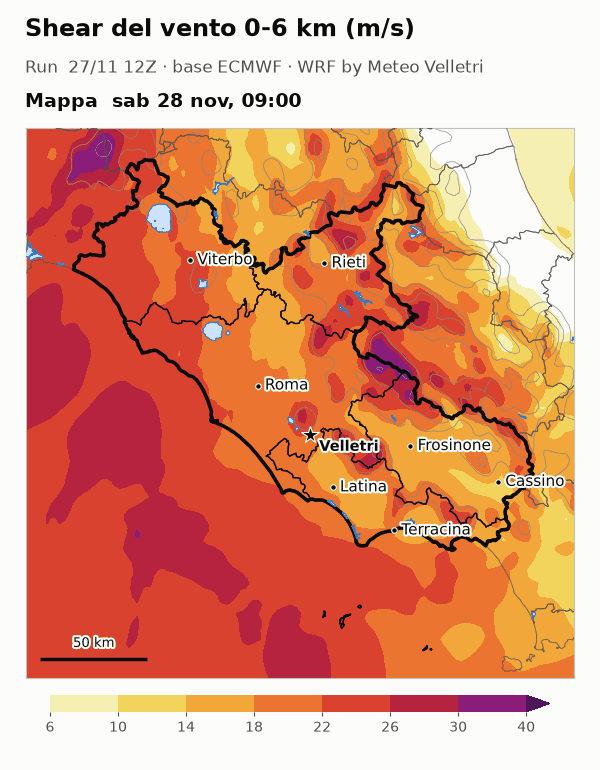 Shear del vento 0-6 km (m/s)
Run  27/11 12Z · base ECMWF · WRF by Meteo Velletri
Mappa  sab 28 nov, 09:00
Viterbo
Rieti
Roma
Velletri
Frosinone
Cassino
Latina
Terracina
50 km
6 10 14 18 22 26 30 40